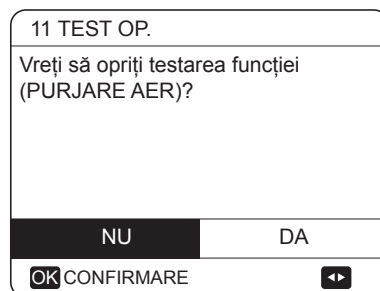 11 TEST OP.
Vreți să opriți testarea funcției
(PURJARE AER)?
NU DA
OK CONFIRMARE